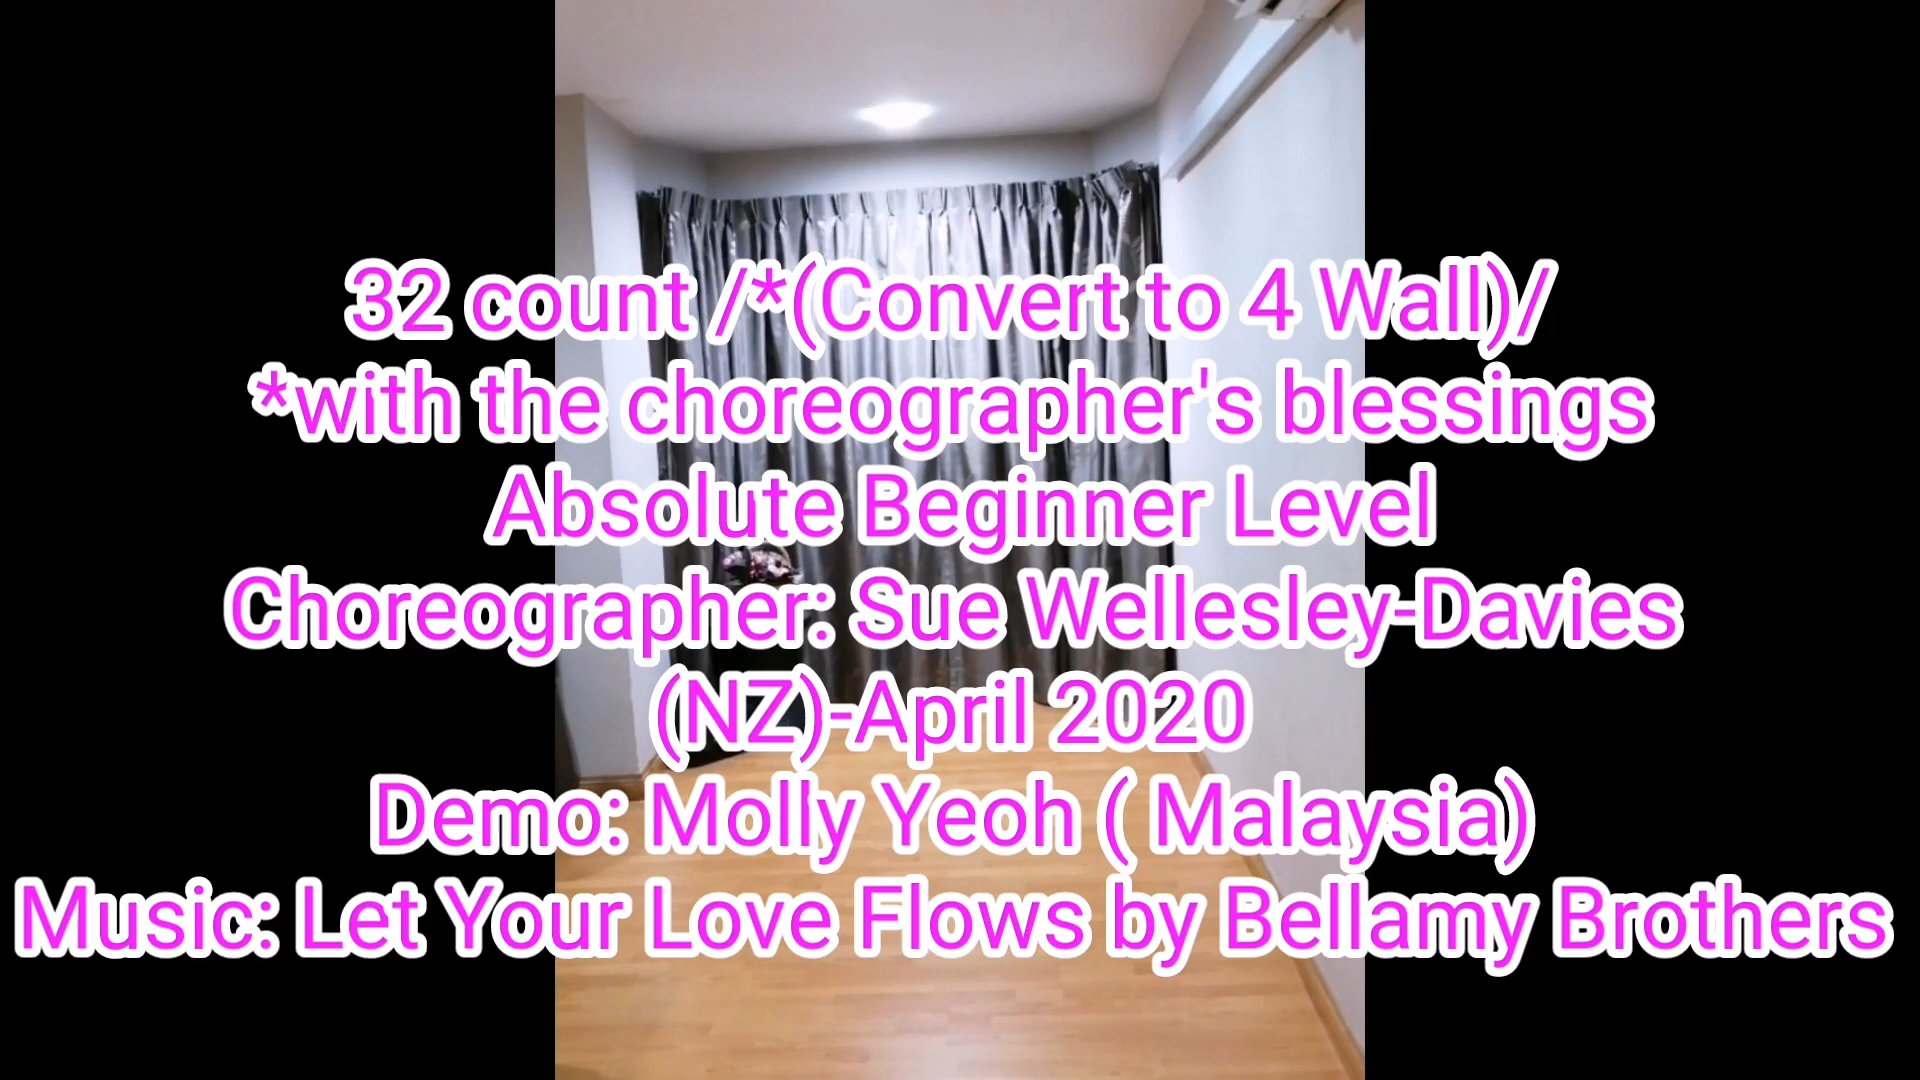 32 count /*(Convert to 4 Wall)/
*with the choreographer's blessings
Absolute Beginner Level
Choreographer: Sue Wellesley-Davies
(NZ)-April 2020
Demo: Molly Yeoh ( Malaysia)
Music: Let Your Love Flows by Bellamy Brothers